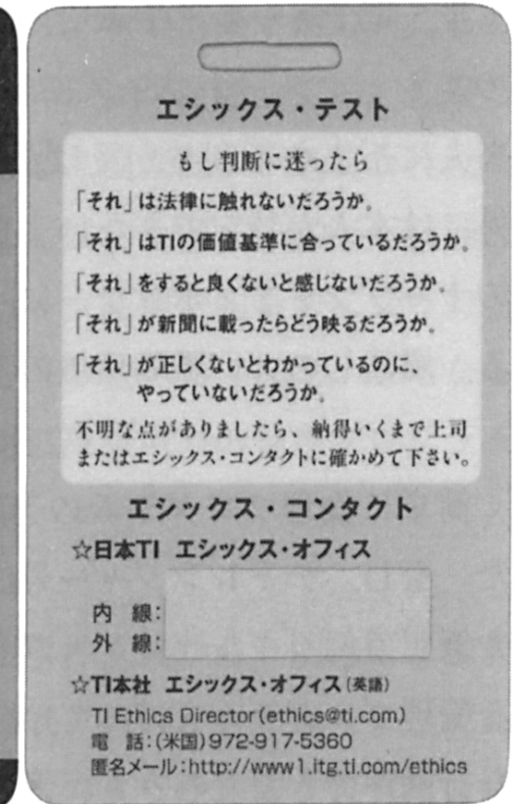 エシックス・テスト
もし判断に迷ったら
「それ」は法律に触れないだろうか。
「それ」はTIの価値基準に合っているだろうか。
「それ」をすると良くないと感じないだろうか。
「それ」が新聞に載ったらどう映るだろうか。
「それ」が正しくないとわかっているのに、
やっていないだろうか。
不明な点がありましたら、納得いくまで上司
またはエシックス・コンタクトに確かめて下さい。
エシックス・コンタクト
☆日本TI エシックス・オフィス
内 線:
外 線:
☆TI本社 エシックス・オフィス(英語)
TI Ethics Director(ethics@ti.com)
電 話:(米国)972-917-5360
匿名メール:http://www1.itg.ti.com/ethics